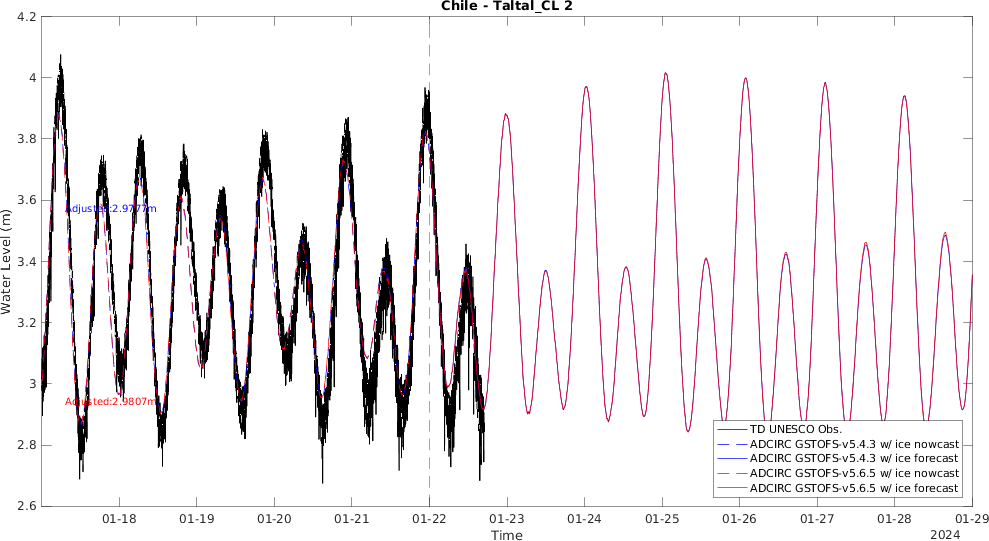 Chile - Taltal_CL 2
4.2
4
3.8
3.6
3.4
3.2
3
2.8
2.6
Water Level (m)
Adjusted:2.9777m
Adjusted:2.9807m
TD UNESCO Obs.
ADCIRC GSTOFS-v5.4.3 w/ ice nowcast
ADCIRC GSTOFS-v5.4.3 w/ ice forecast
ADCIRC GSTOFS-v5.6.5 w/ ice nowcast
ADCIRC GSTOFS-v5.6.5 w/ ice forecast
01-18 01-19 01-20 01-21 01-22 01-23 01-24 01-25 01-26 01-27 01-28 01-29
Time
2024